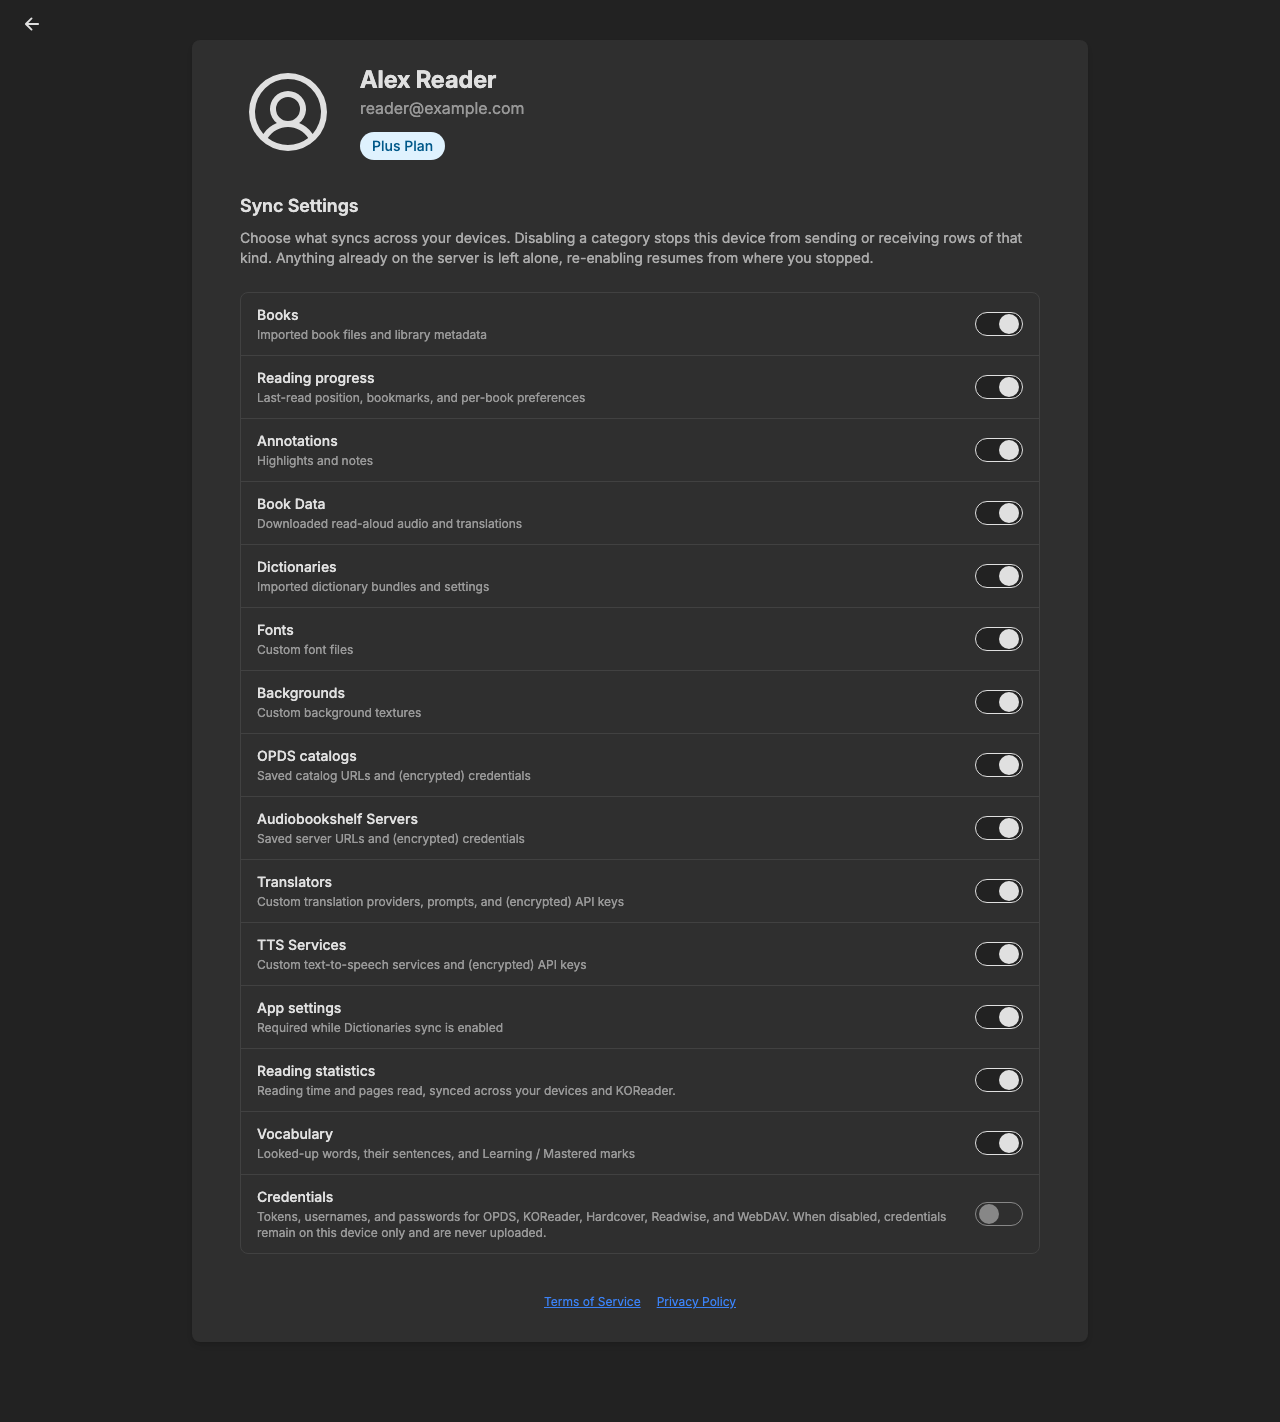 Alex Reader
reader@example.com
Plus Plan
Sync Settings
Choose what syncs across your devices. Disabling a category stops this device from sending or receiving rows of that
kind. Anything already on the server is left alone, re-enabling resumes from where you stopped.
Books
Imported book files and library metadata
Reading progress
Last-read position, bookmarks, and per-book preferences
Annotations
Highlights and notes
Book Data
Downloaded read-aloud audio and translations
Dictionaries
Imported dictionary bundles and settings
Fonts
Custom font files
Backgrounds
Custom background textures
OPDS catalogs
Saved catalog URLs and (encrypted) credentials
Audiobookshelf Servers
Saved server URLs and (encrypted) credentials
Translators
Custom translation providers, prompts, and (encrypted) API keys
TTS Services
Custom text-to-speech services and (encrypted) API keys
App settings
Required while Dictionaries sync is enabled
Reading statistics
Reading time and pages read, synced across your devices and KOReader.
Vocabulary
Looked-up words, their sentences, and Learning / Mastered marks
Credentials
Tokens, usernames, and passwords for OPDS, KOReader, Hardcover, Readwise, and WebDAV. When disabled, credentials
remain on this device only and are never uploaded.
Terms of Service Privacy Policy